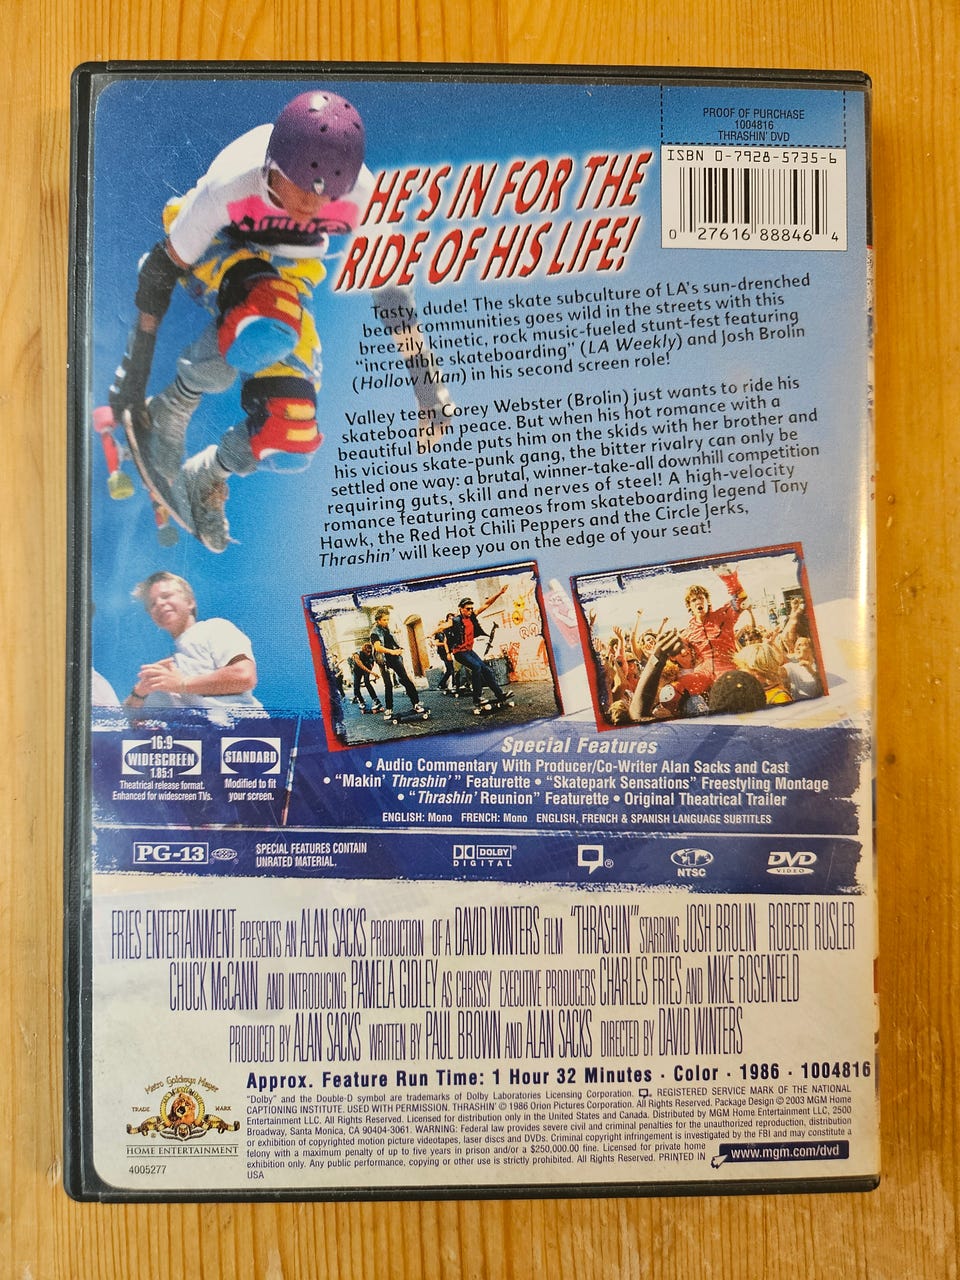 PROOF OF PURCHASE
1004816
THRASHIN' DVD
ISBN 0-7928-5735-6
0 27616 88846 4
HE'S IN FOR THE
RIDE OF HIS LIFE!
Tasty, dude! The skate subculture of LA's sun-drenched
beach communities goes wild in the streets with this
breezily kinetic, rock music-fueled stunt-fest featuring
"incredible skateboarding" (LA Weekly) and Josh Brolin
(Hollow Man) in his second screen role!
Valley teen Corey Webster (Brolin) just wants to ride his
skateboard in peace. But when his hot romance with a
beautiful blonde puts him on the skids with her brother and
his vicious skate-punk gang, the bitter rivalry can only be
settled one way: a brutal, winner-take-all downhill competition
requiring guts, skill and nerves of steel! A high-velocity
romance featuring cameos from skateboarding legend Tony
Hawk, the Red Hot Chili Peppers and the Circle Jerks,
Thrashin' will keep you on the edge of your seat!
16:9
WIDESCREEN
1.85:1
Theatrical release format.
Enhanced for widescreen TVs.
STANDARD
Modified to fit
your screen.
Special Features
• Audio Commentary With Producer/Co-Writer Alan Sacks and Cast
• "Makin' Thrashin'" Featurette • "Skatepark Sensations" Freestyling Montage
• "Thrashin' Reunion" Featurette • Original Theatrical Trailer
ENGLISH: Mono FRENCH: Mono ENGLISH, FRENCH & SPANISH LANGUAGE SUBTITLES
PG-13
SPECIAL FEATURES CONTAIN
UNRATED MATERIAL.
DOLBY
DIGITAL
®
1
NTSC
DVD
VIDEO
FRIES ENTERTAINMENT PRESENTS AN ALAN SACKS PRODUCTION OF A DAVID WINTERS FILM "THRASHIN'" STARRING JOSH BROLIN ROBERT RUSLER
CHUCK McCANN AND INTRODUCING PAMELA GIDLEY AS CHRISSY EXECUTIVE PRODUCERS CHARLES FRIES AND MIKE ROSENFELD
PRODUCED BY ALAN SACKS WRITTEN BY PAUL BROWN AND ALAN SACKS DIRECTED BY DAVID WINTERS
Approx. Feature Run Time: 1 Hour 32 Minutes · Color · 1986 · 1004816
"Dolby" and the Double-D symbol are trademarks of Dolby Laboratories Licensing Corporation. REGISTERED SERVICE MARK OF THE NATIONAL
CAPTIONING INSTITUTE. USED WITH PERMISSION. THRASHIN' © 1986 Orion Pictures Corporation. All Rights Reserved. Package Design © 2003 MGM Home
Entertainment LLC. All Rights Reserved. Licensed for distribution only in the United States and Canada. Distributed by MGM Home Entertainment LLC, 2500
Broadway, Santa Monica, CA 90404-3061. WARNING: Federal law provides severe civil and criminal penalties for the unauthorized reproduction, distribution
or exhibition of copyrighted motion picture videotapes, laser discs and DVDs. Criminal copyright infringement is investigated by the FBI and may constitute a
felony with a maximum penalty of up to five years in prison and/or a $250,000.00 fine. Licensed for private home
exhibition only. Any public performance, copying or other use is strictly prohibited. All Rights Reserved. PRINTED IN
USA
www.mgm.com/dvd
Metro Goldwyn Mayer
TRADE MARK
HOME ENTERTAINMENT
4005277